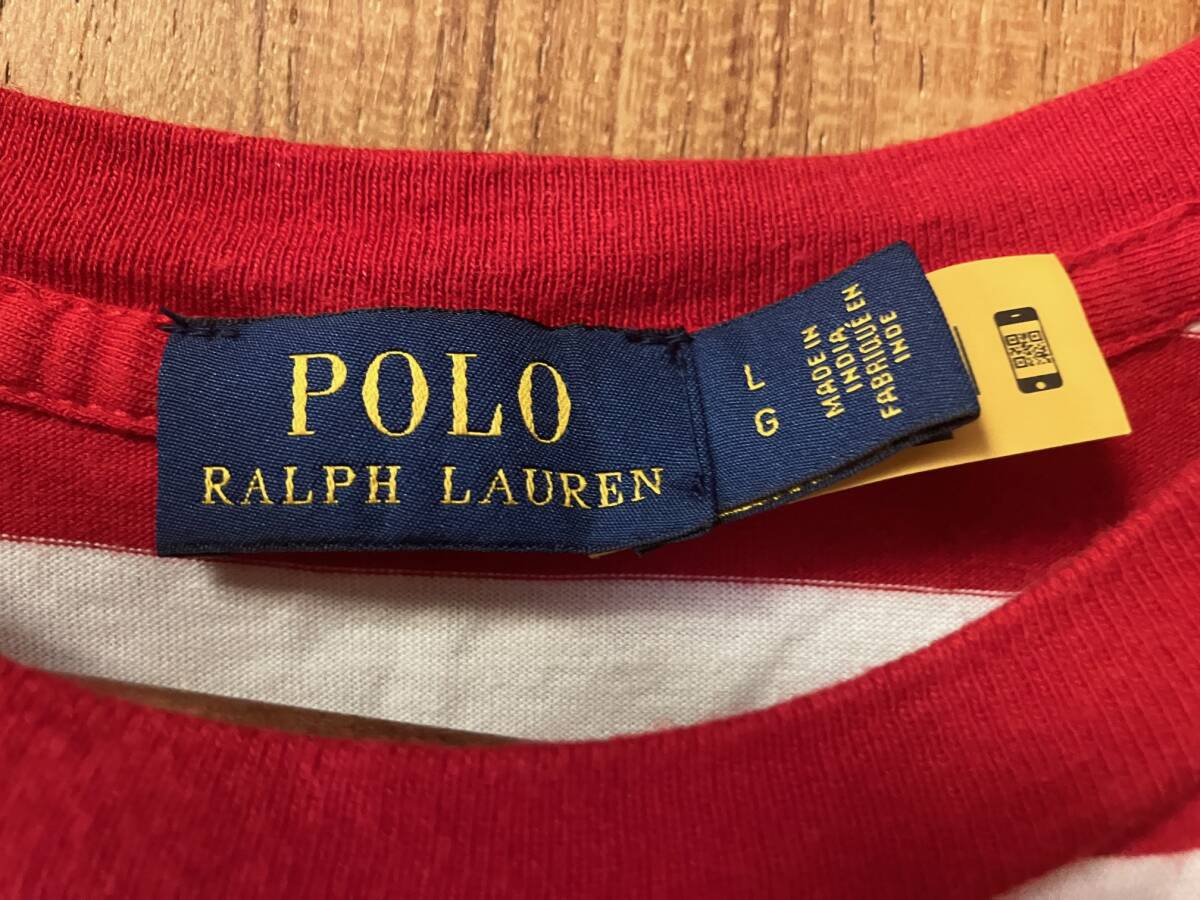 POLO
RALPH LAUREN
L
G
MADE IN
INDIA
FABRIQUÉ EN
INDE